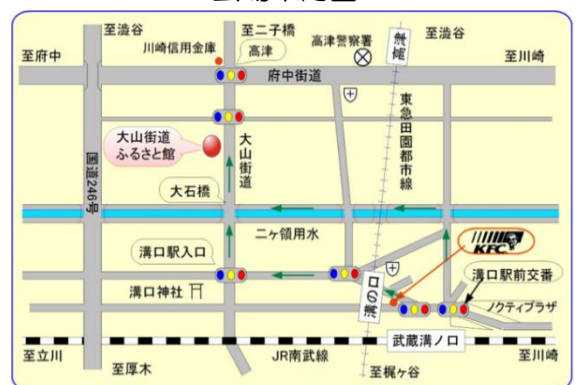 至渋谷
至二子橋
至渋谷
至府中
川崎信用金庫
高津
高津警察署
高津
至川崎
府中街道
大山街道
ふるさと館
大山街道
東急田園都市線
国道246号
大石橋
二ヶ領用水
KFC
溝口駅入口
溝の口
溝口駅前交番
溝口神社
ノクティプラザ
武蔵溝ノ口
至立川
JR南武線
至川崎
至厚木
至梶ヶ谷